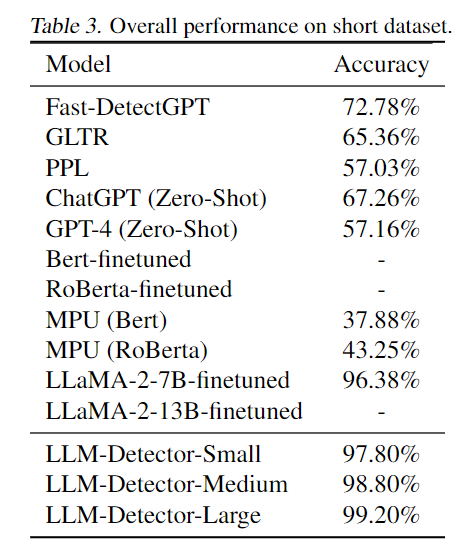 Table 3. Overall performance on short dataset.
Model Accuracy
Fast-DetectGPT 72.78%
GLTR 65.36%
PPL 57.03%
ChatGPT (Zero-Shot) 67.26%
GPT-4 (Zero-Shot) 57.16%
Bert-finetuned -
RoBerta-finetuned -
MPU (Bert) 37.88%
MPU (RoBerta) 43.25%
LLaMA-2-7B-finetuned 96.38%
LLaMA-2-13B-finetuned -
LLM-Detector-Small 97.80%
LLM-Detector-Medium 98.80%
LLM-Detector-Large 99.20%